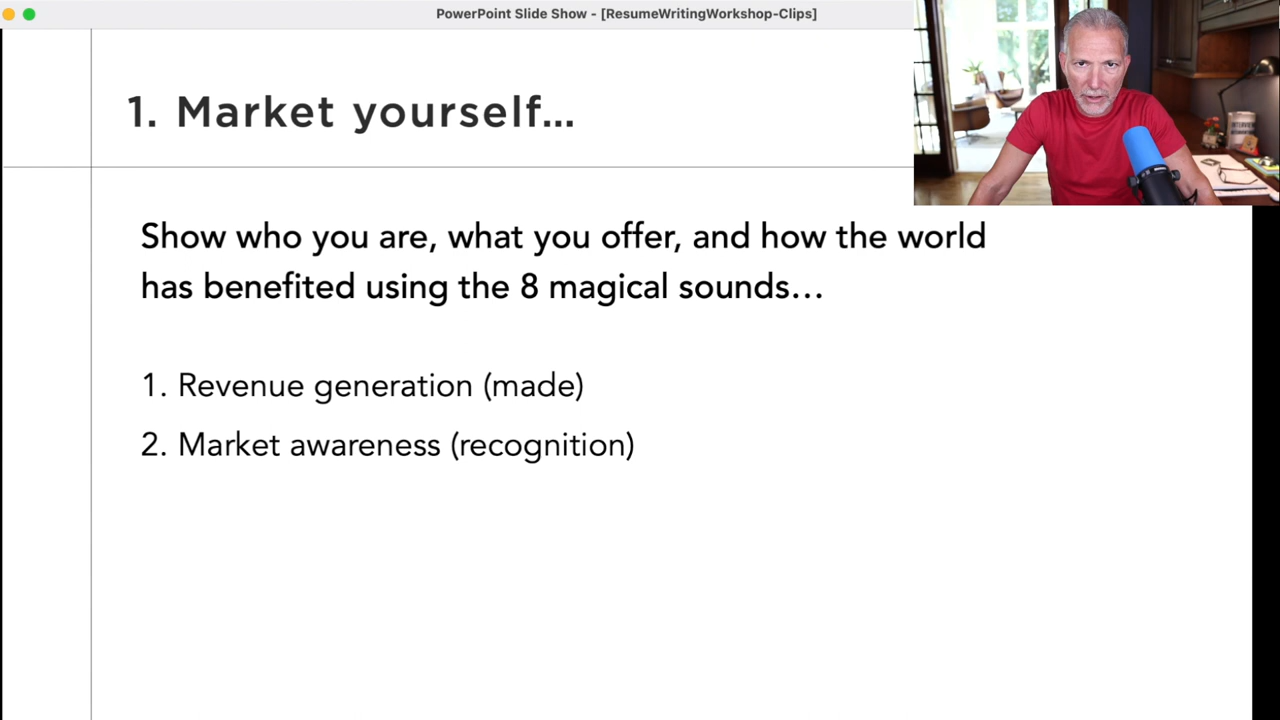 PowerPoint Slide Show - [ResumeWritingWorkshop-Clips]
1. Market yourself...
Show who you are, what you offer, and how the world
has benefited using the 8 magical sounds...
1. Revenue generation (made)
2. Market awareness (recognition)